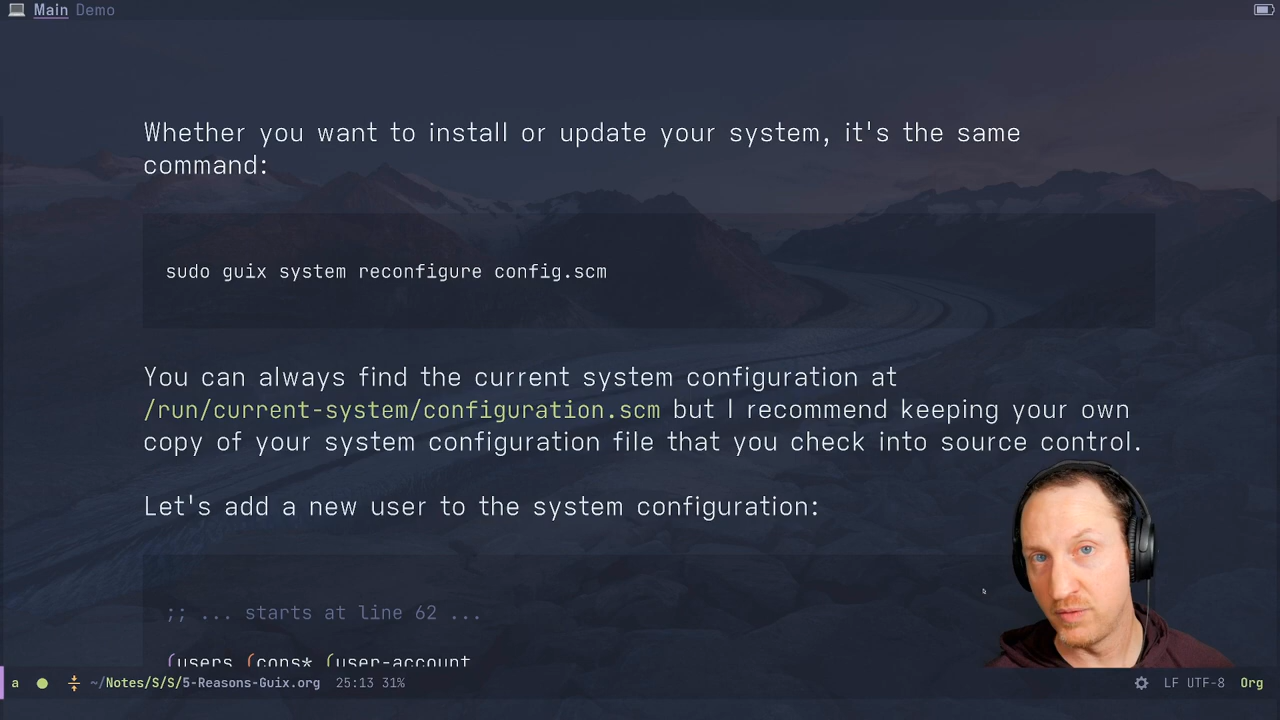 Main Demo
Whether you want to install or update your system, it's the same
command:
sudo guix system reconfigure config.scm
You can always find the current system configuration at
/run/current-system/configuration.scm but I recommend keeping your own
copy of your system configuration file that you check into source control.
Let's add a new user to the system configuration:
;; ... starts at line 62 ...
(users (cons* (user-account
a ~/Notes/S/S/5-Reasons-Guix.org 25:13 31% LF UTF-8 Org